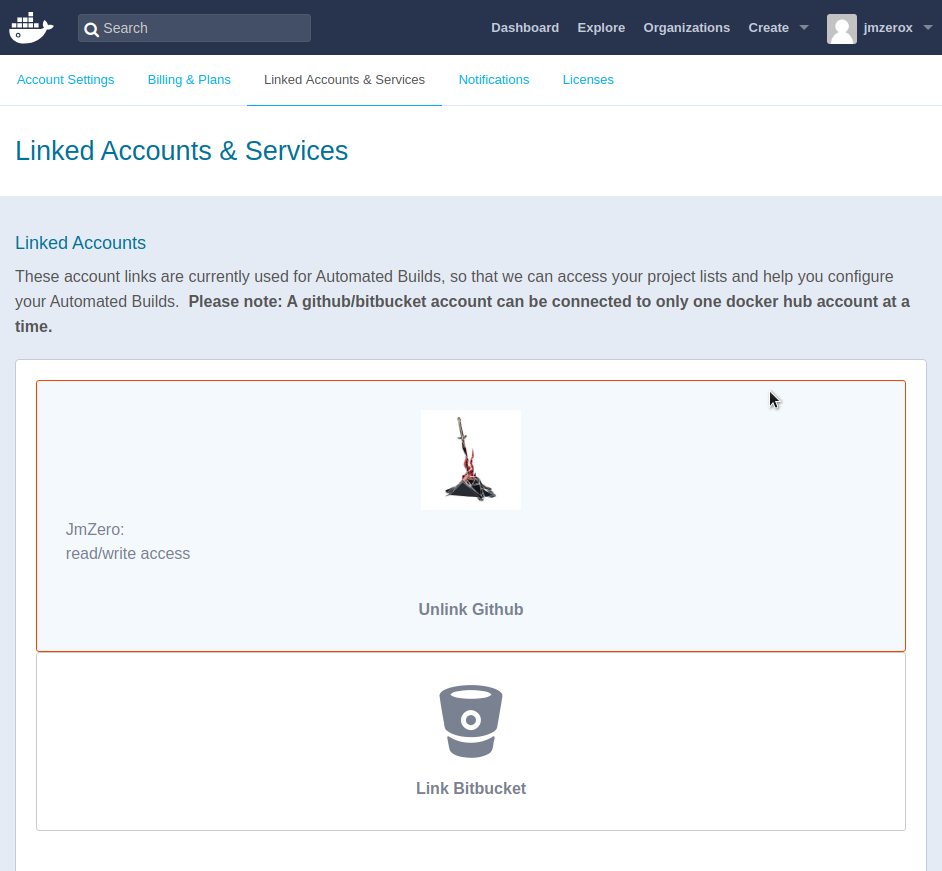 Search
Dashboard Explore Organizations Create jmzerox
Account Settings Billing & Plans Linked Accounts & Services Notifications Licenses
Linked Accounts & Services
Linked Accounts
These account links are currently used for Automated Builds, so that we can access your project lists and help you configure
your Automated Builds. Please note: A github/bitbucket account can be connected to only one docker hub account at a
time.
JmZero:
read/write access
Unlink Github
Link Bitbucket